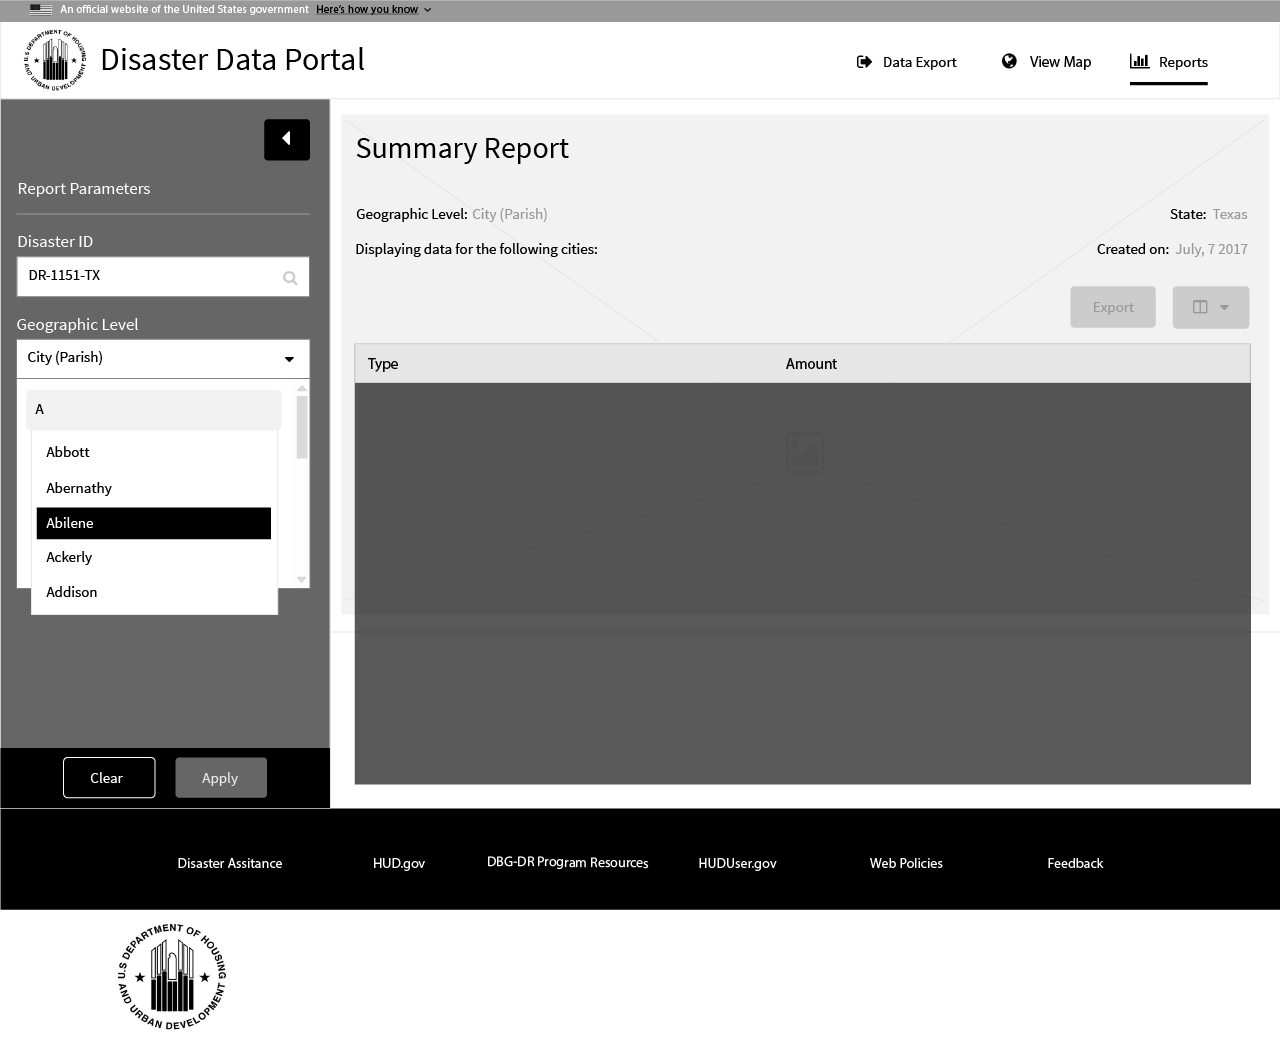 An official website of the United States government Here's how you know
U.S DEPARTMENT OF HOUSING AND URBAN DEVELOPMENT
Disaster Data Portal
Data Export
View Map
Reports
Report Parameters
Disaster ID
DR-1151-TX
Geographic Level
City (Parish)
A
Abbott
Abernathy
Abilene
Ackerly
Addison
Clear
Apply
Summary Report
Geographic Level: City (Parish)
State: Texas
Displaying data for the following cities:
Created on: July, 7 2017
Export
Type Amount
Disaster Assitance
HUD.gov
DBG-DR Program Resources
HUDUser.gov
Web Policies
Feedback
U.S DEPARTMENT OF HOUSING AND URBAN DEVELOPMENT